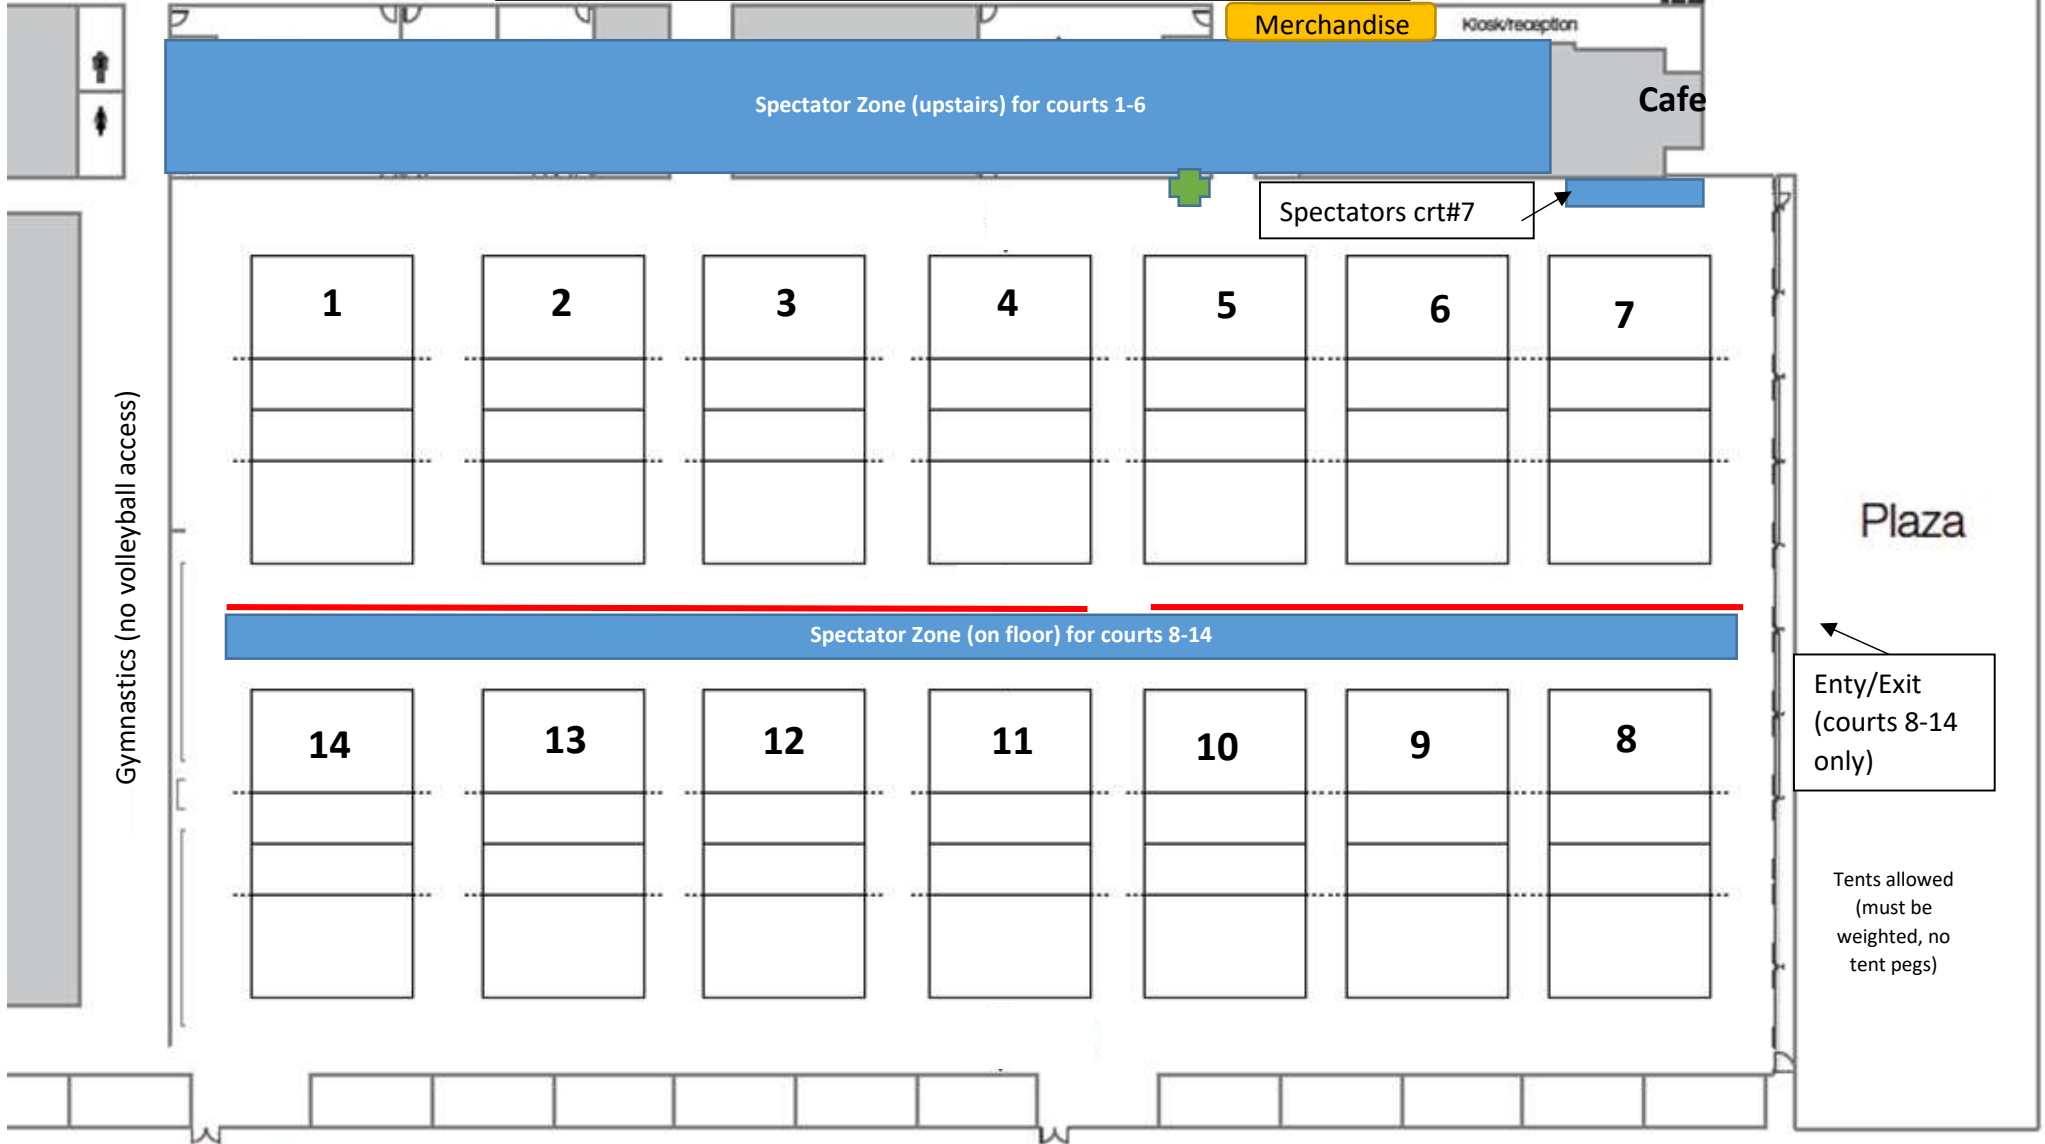 Merchandise
Kiosk/reception
Spectator Zone (upstairs) for courts 1-6
Cafe
Spectators crt#7
1
2
3
4
5
6
7
Gymnastics (no volleyball access)
Plaza
Spectator Zone (on floor) for courts 8-14
Enty/Exit
(courts 8-14
only)
14
13
12
11
10
9
8
Tents allowed
(must be
weighted, no
tent pegs)